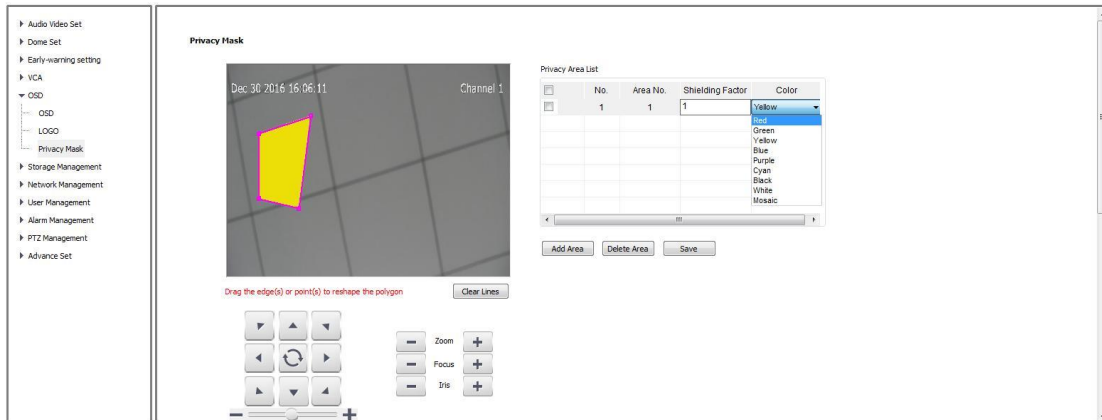 Audio Video Set
Dome Set
Early-warning setting
VCA
OSD
OSD
LOGO
Privacy Mask
Storage Management
Network Management
User Management
Alarm Management
PTZ Management
Advance Set
Privacy Mask
Dec 30 2016 16:06:11 Channel 1
Drag the edge(s) or point(s) to reshape the polygon Clear Lines
Zoom
Focus
Iris
Privacy Area List
No. Area No. Shielding Factor Color
1 1 1 Yellow
Red
Green
Yellow
Blue
Purple
Cyan
Black
White
Mosaic
Add Area Delete Area Save